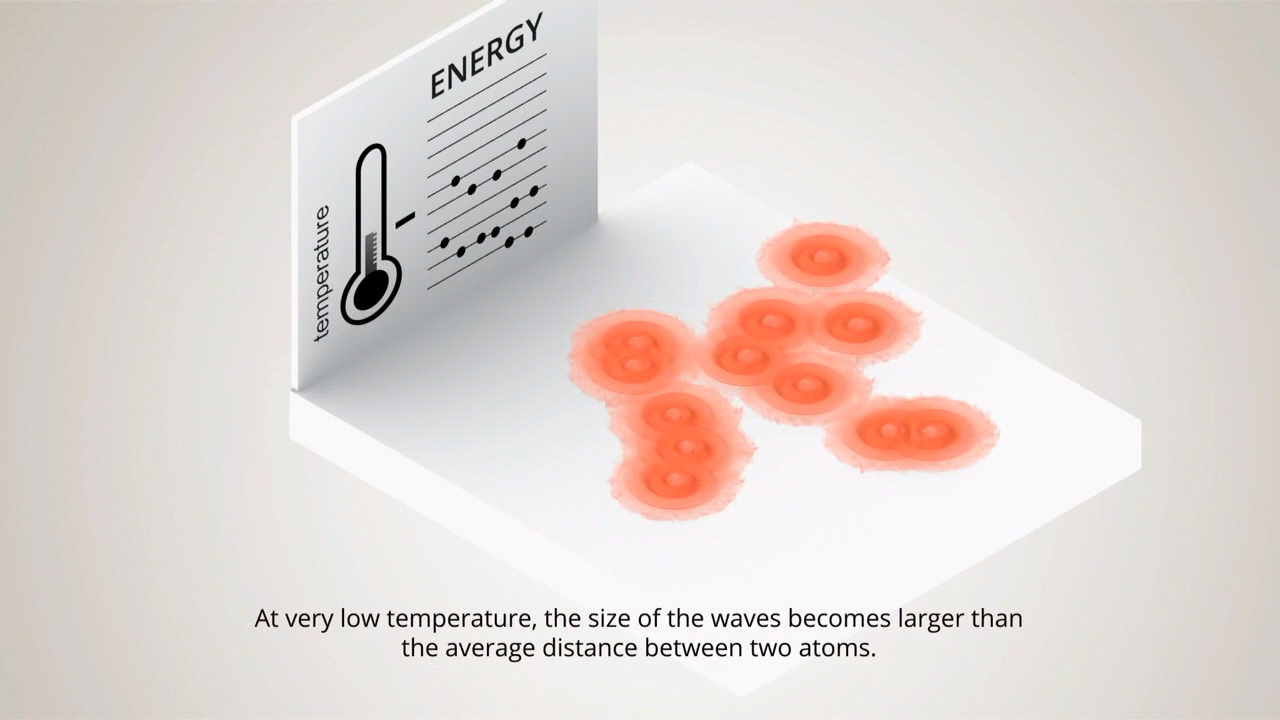 ENERGY
temperature
At very low temperature, the size of the waves becomes larger than
the average distance between two atoms.